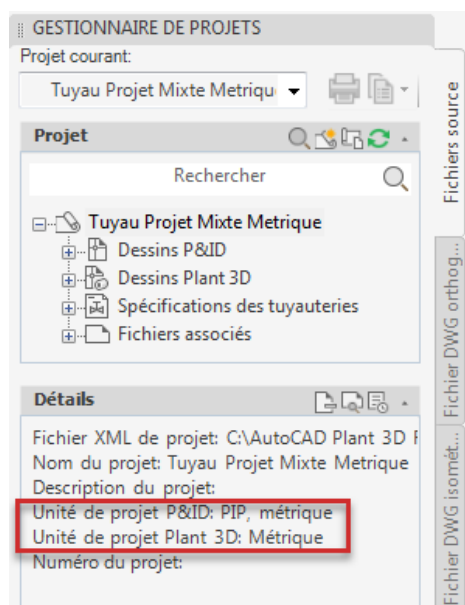 GESTIONNAIRE DE PROJETS
Projet courant:
Tuyau Projet Mixte Metriqu
Projet
Rechercher
Tuyau Projet Mixte Metrique
Dessins P&ID
Dessins Plant 3D
Spécifications des tuyauteries
Fichiers associés
Détails
Fichier XML de projet: C:\AutoCAD Plant 3D
Nom du projet: Tuyau Projet Mixte Metrique
Description du projet:
Unité de projet P&ID: PIP, métrique
Unité de projet Plant 3D: Métrique
Numéro du projet:
Fichiers source
Fichier DWG orthog...
Fichier DWG isomét...